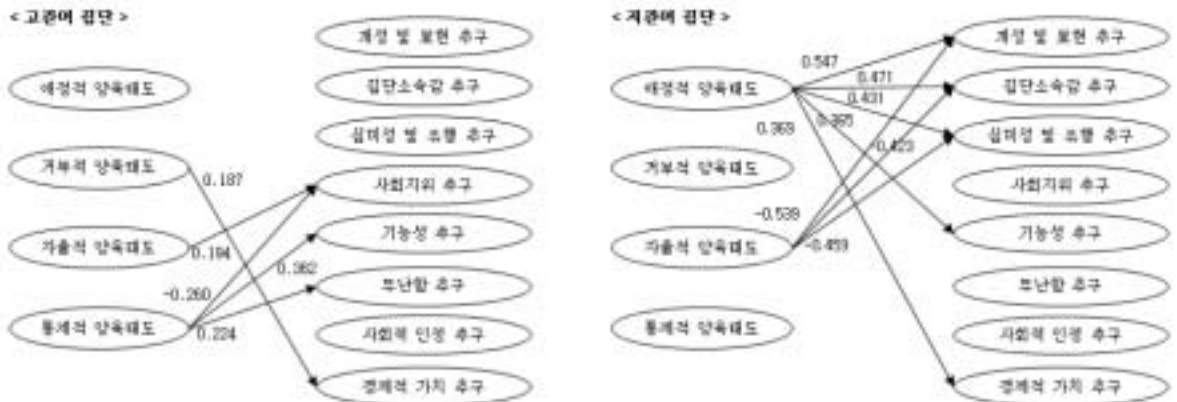 < 고관여 집단 >
애정적 양육태도
거부적 양육태도
자율적 양육태도
통제적 양육태도
개성 및 표현 추구
집단소속감 추구
심미성 및 유행 추구
사회지위 추구
기능성 추구
무난함 추구
사회적 인정 추구
경제적 가치 추구
0.187
0.194
-0.260
0.362
0.224
< 저관여 집단 >
애정적 양육태도
거부적 양육태도
자율적 양육태도
통제적 양육태도
개성 및 표현 추구
집단소속감 추구
심미성 및 유행 추구
사회지위 추구
기능성 추구
무난함 추구
사회적 인정 추구
경제적 가치 추구
0.547
0.471
0.431
0.385
0.369
-0.423
-0.539
-0.459